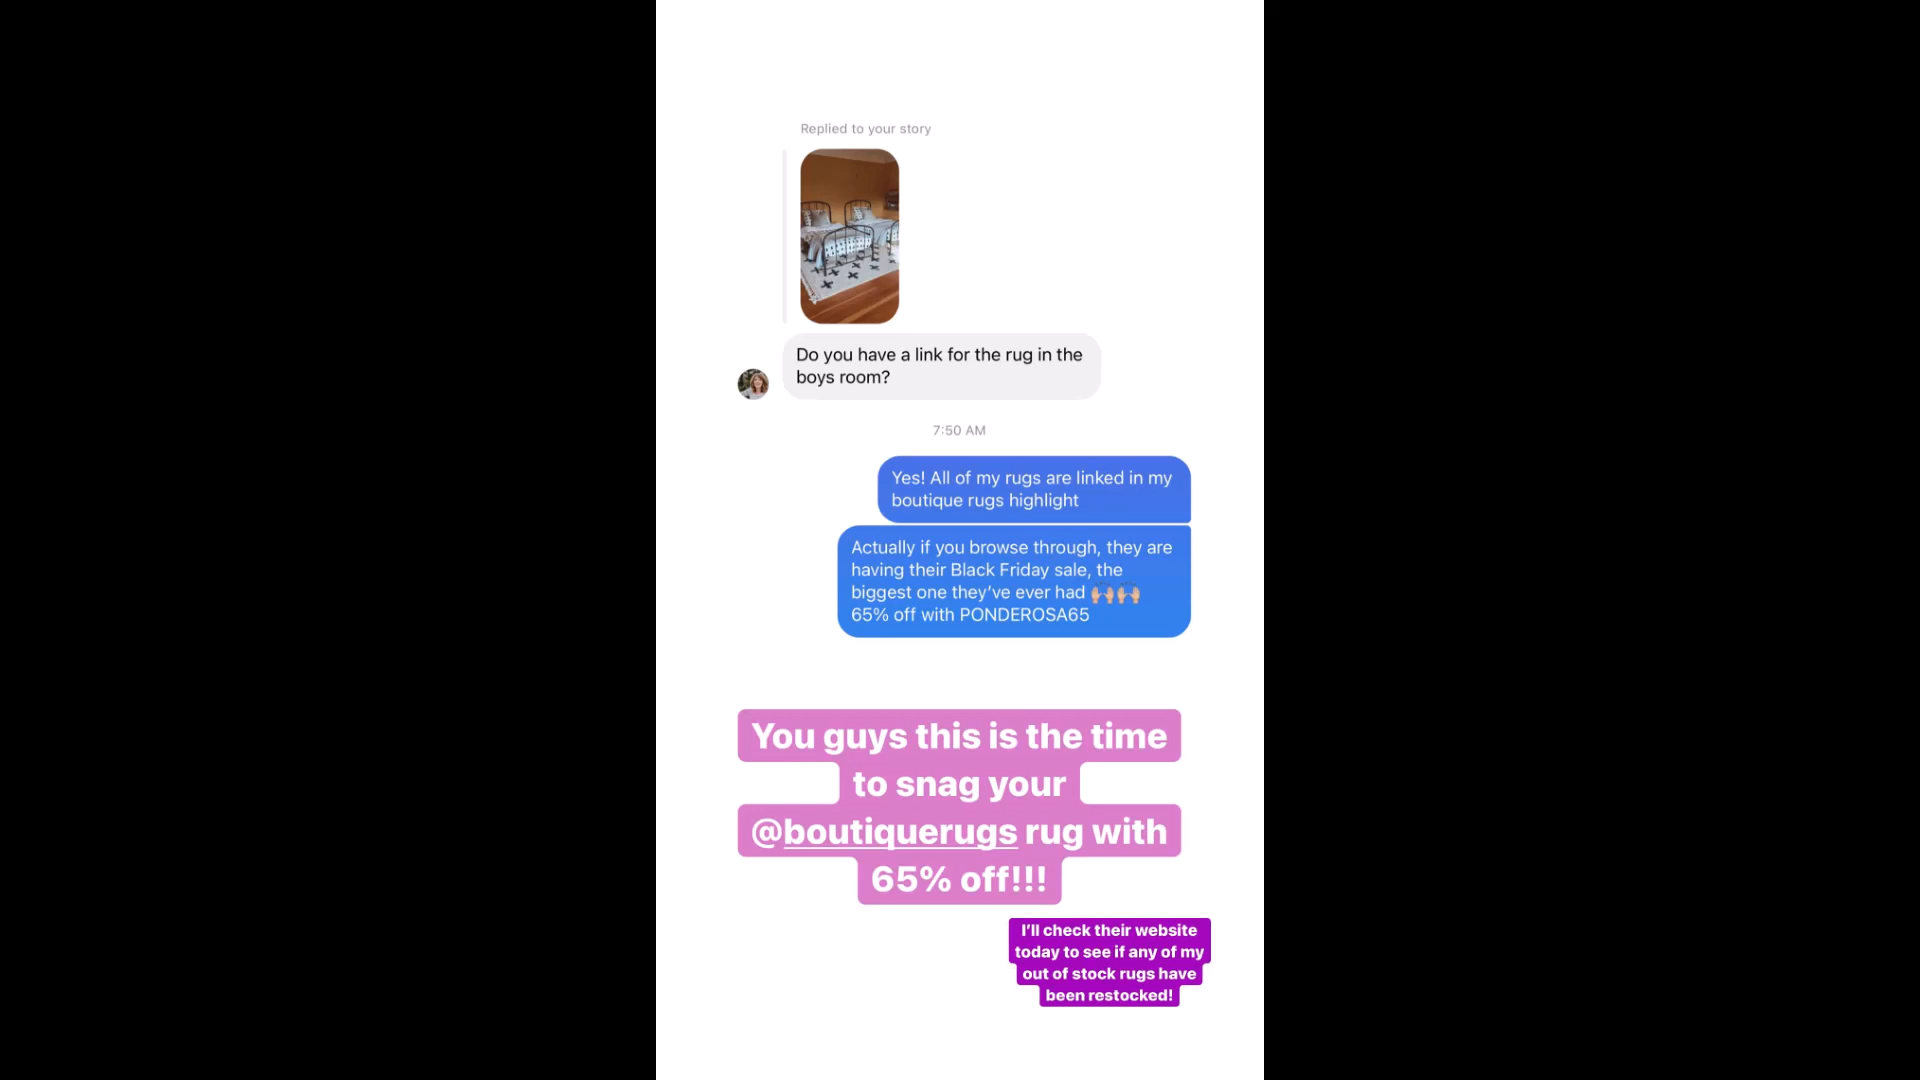 Replied to your story
Do you have a link for the rug in the
boys room?
7:50 AM
Yes! All of my rugs are linked in my
boutique rugs highlight
Actually if you browse through, they are
having their Black Friday sale, the
biggest one they’ve ever had 🙌🏼🙌🏼
65% off with PONDEROSA65
You guys this is the time
to snag your
@boutiquerugs rug with
65% off!!!
I’ll check their website
today to see if any of my
out of stock rugs have
been restocked!